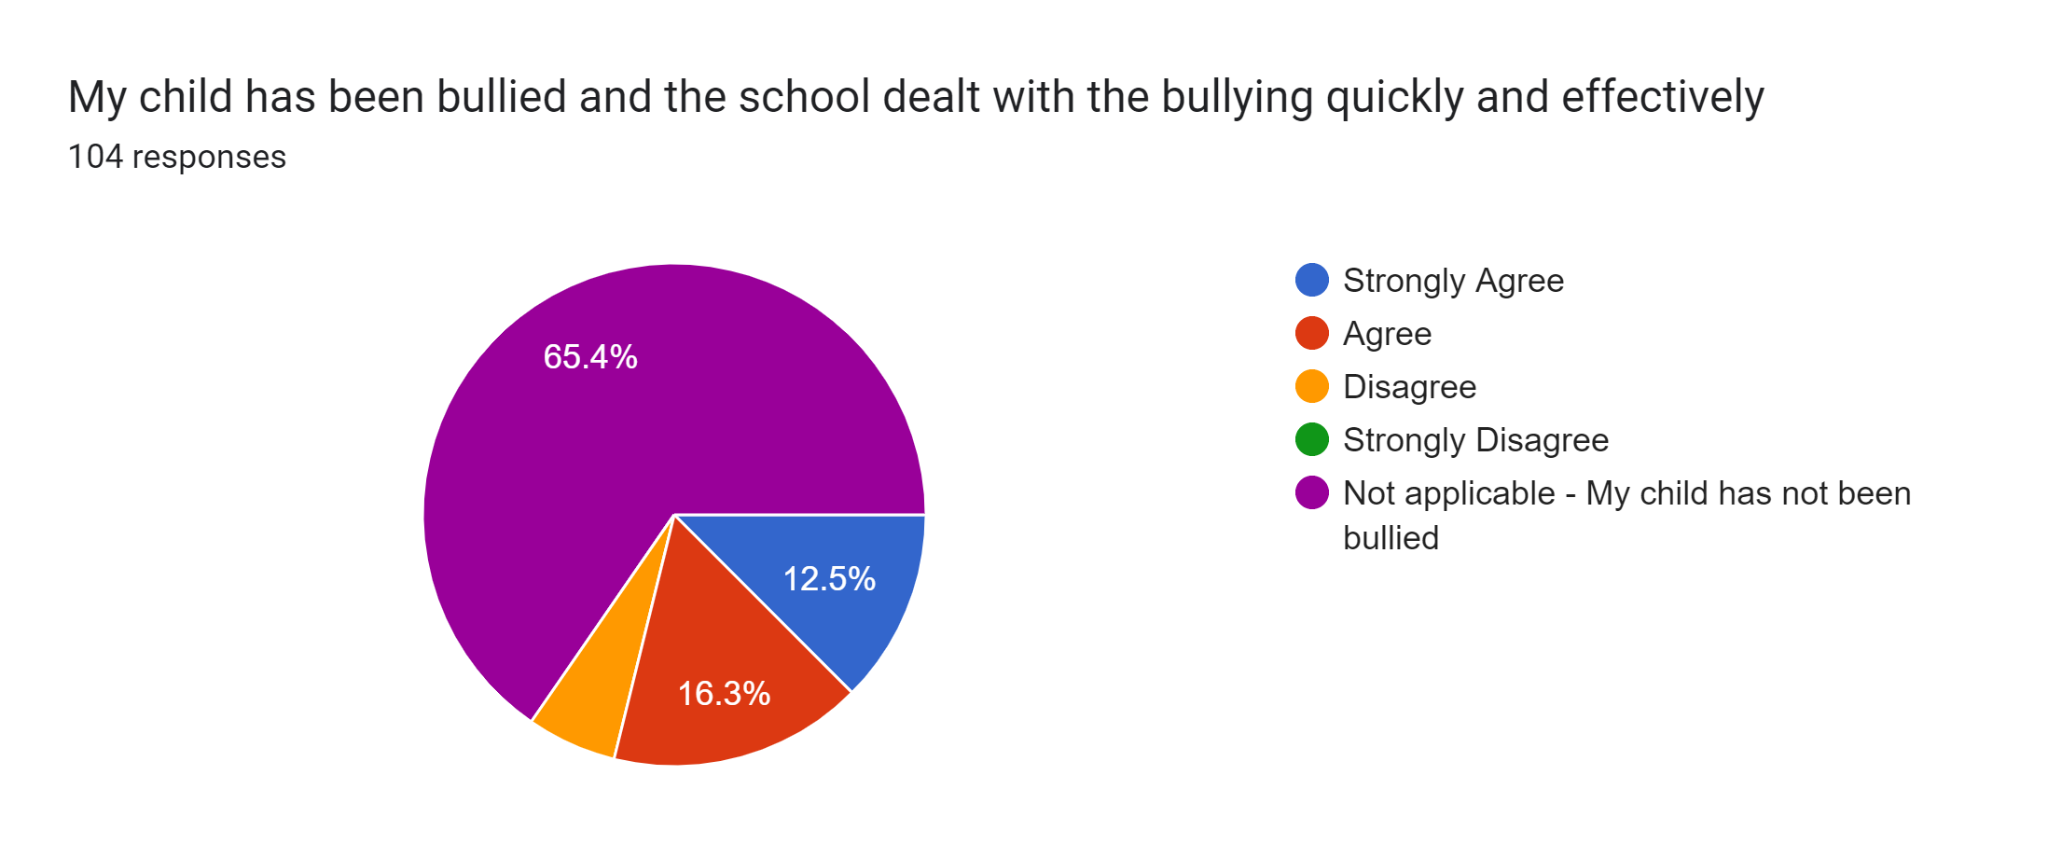 My child has been bullied and the school dealt with the bullying quickly and effectively
104 responses
65.4%
12.5%
16.3%
Strongly Agree
Agree
Disagree
Strongly Disagree
Not applicable - My child has not been
bullied